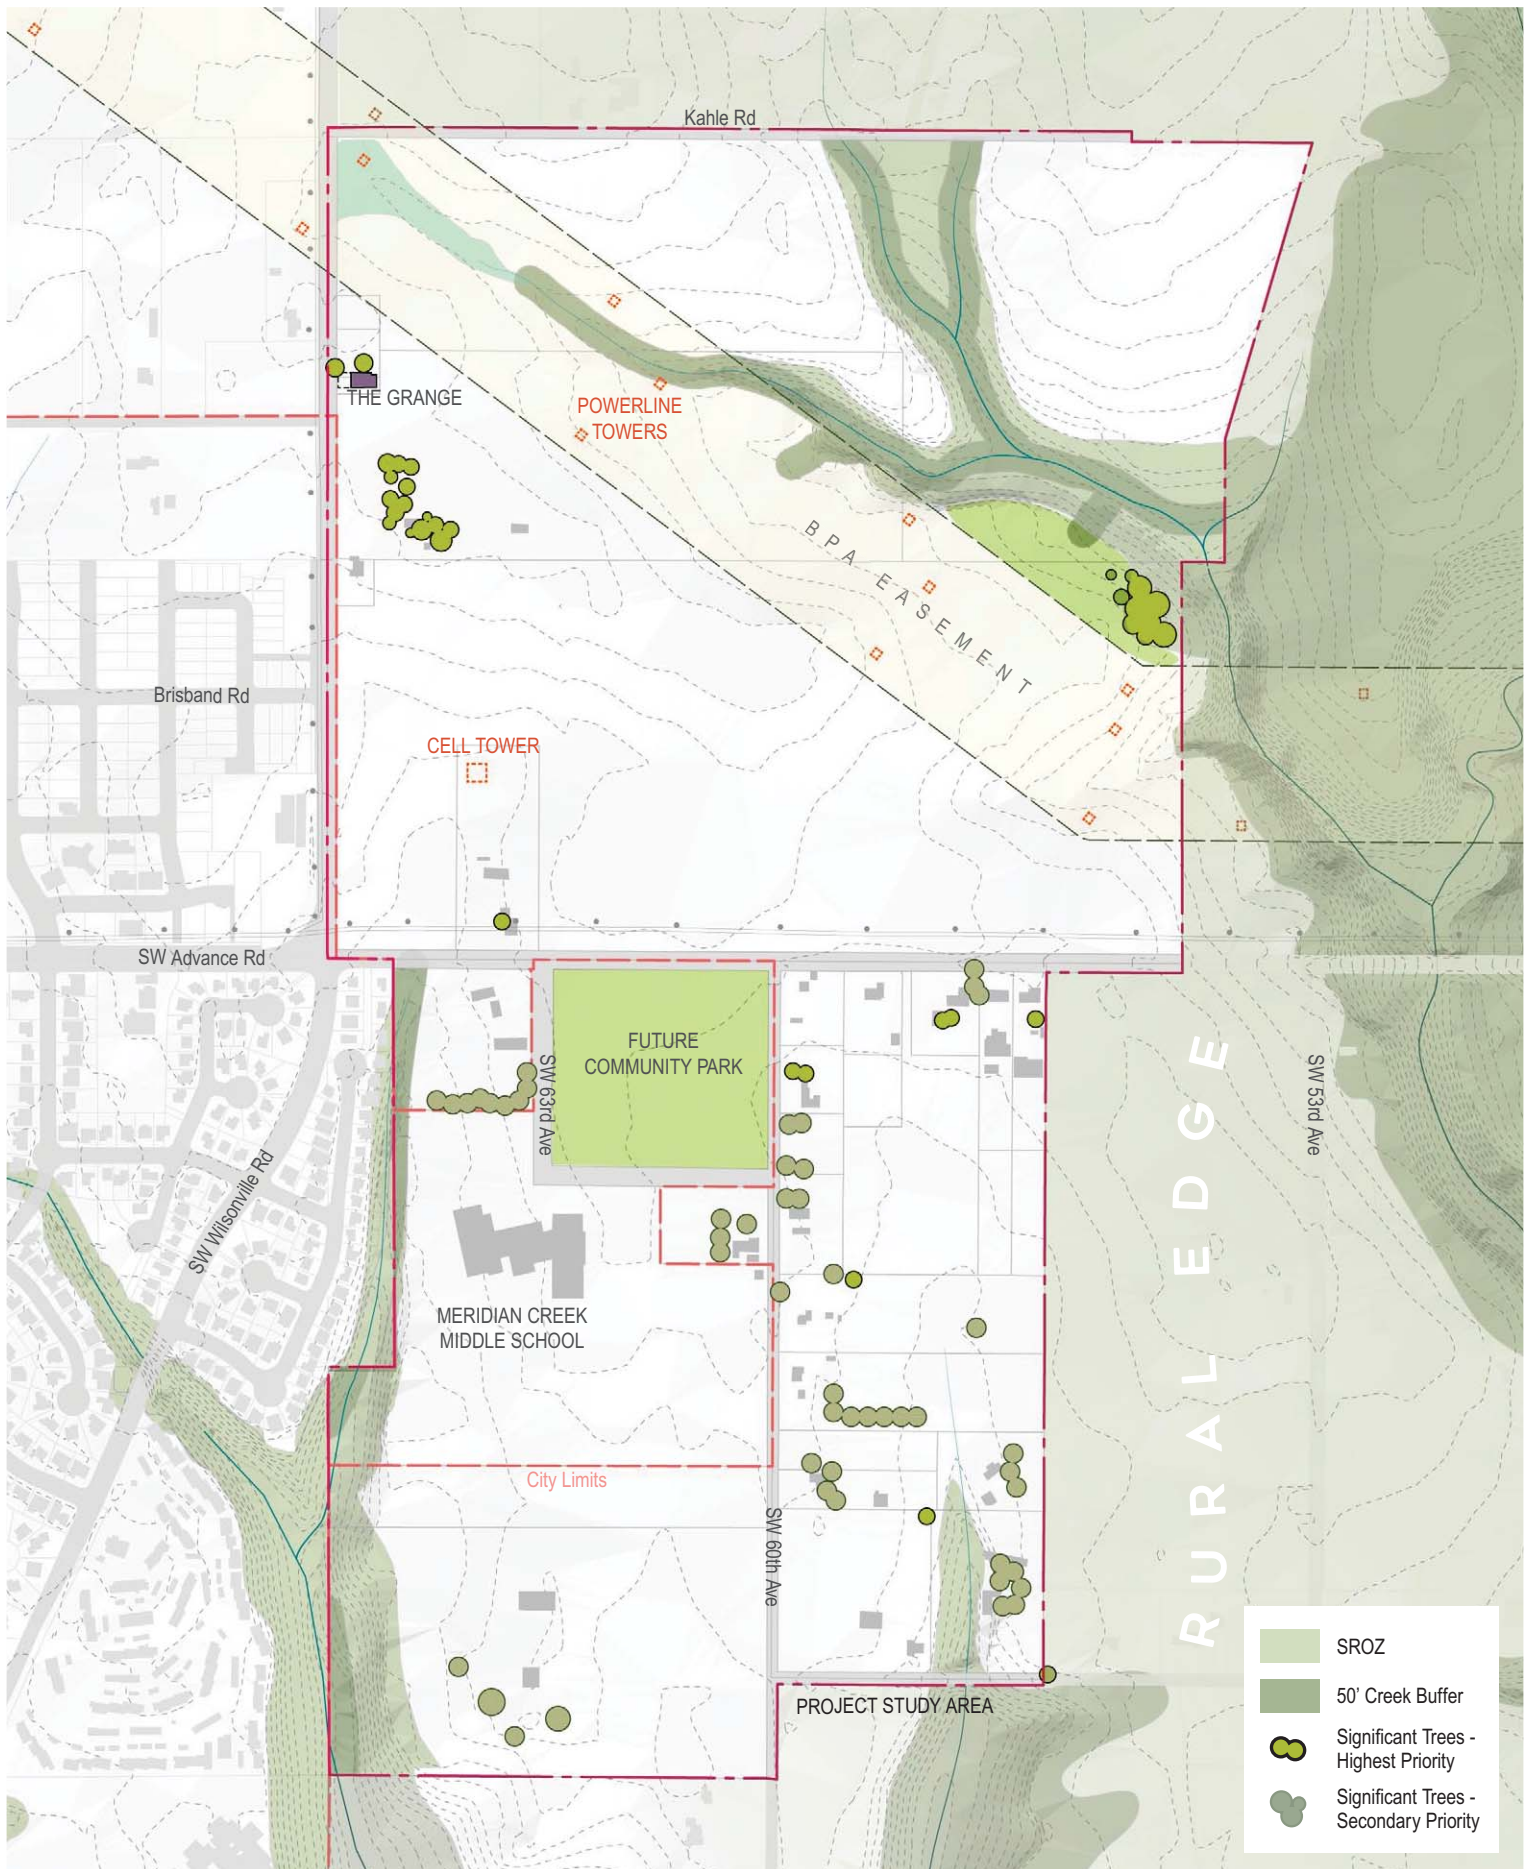 Kahle Rd
THE GRANGE
POWERLINE
TOWERS
BPA EASEMENT
Brisband Rd
CELL TOWER
SW Advance Rd
FUTURE
COMMUNITY PARK
SW 63rd Ave
SW 53rd Ave
RURAL EDGE
SW Wilsonville Rd
MERIDIAN CREEK
MIDDLE SCHOOL
City Limits
SW 60th Ave
PROJECT STUDY AREA
SROZ
50' Creek Buffer
Significant Trees -
Highest Priority
Significant Trees -
Secondary Priority